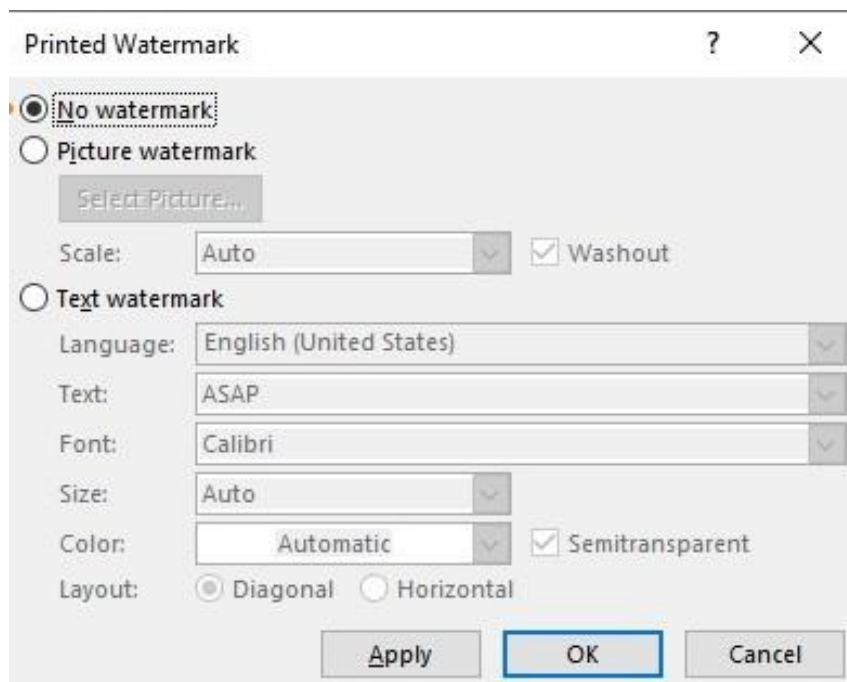 Printed Watermark ?
No watermark
Picture watermark
Select Picture...
Scale: Auto Washout
Text watermark
Language: English (United States)
Text: ASAP
Font: Calibri
Size: Auto
Color: Automatic Semitransparent
Layout: Diagonal Horizontal
Apply OK Cancel